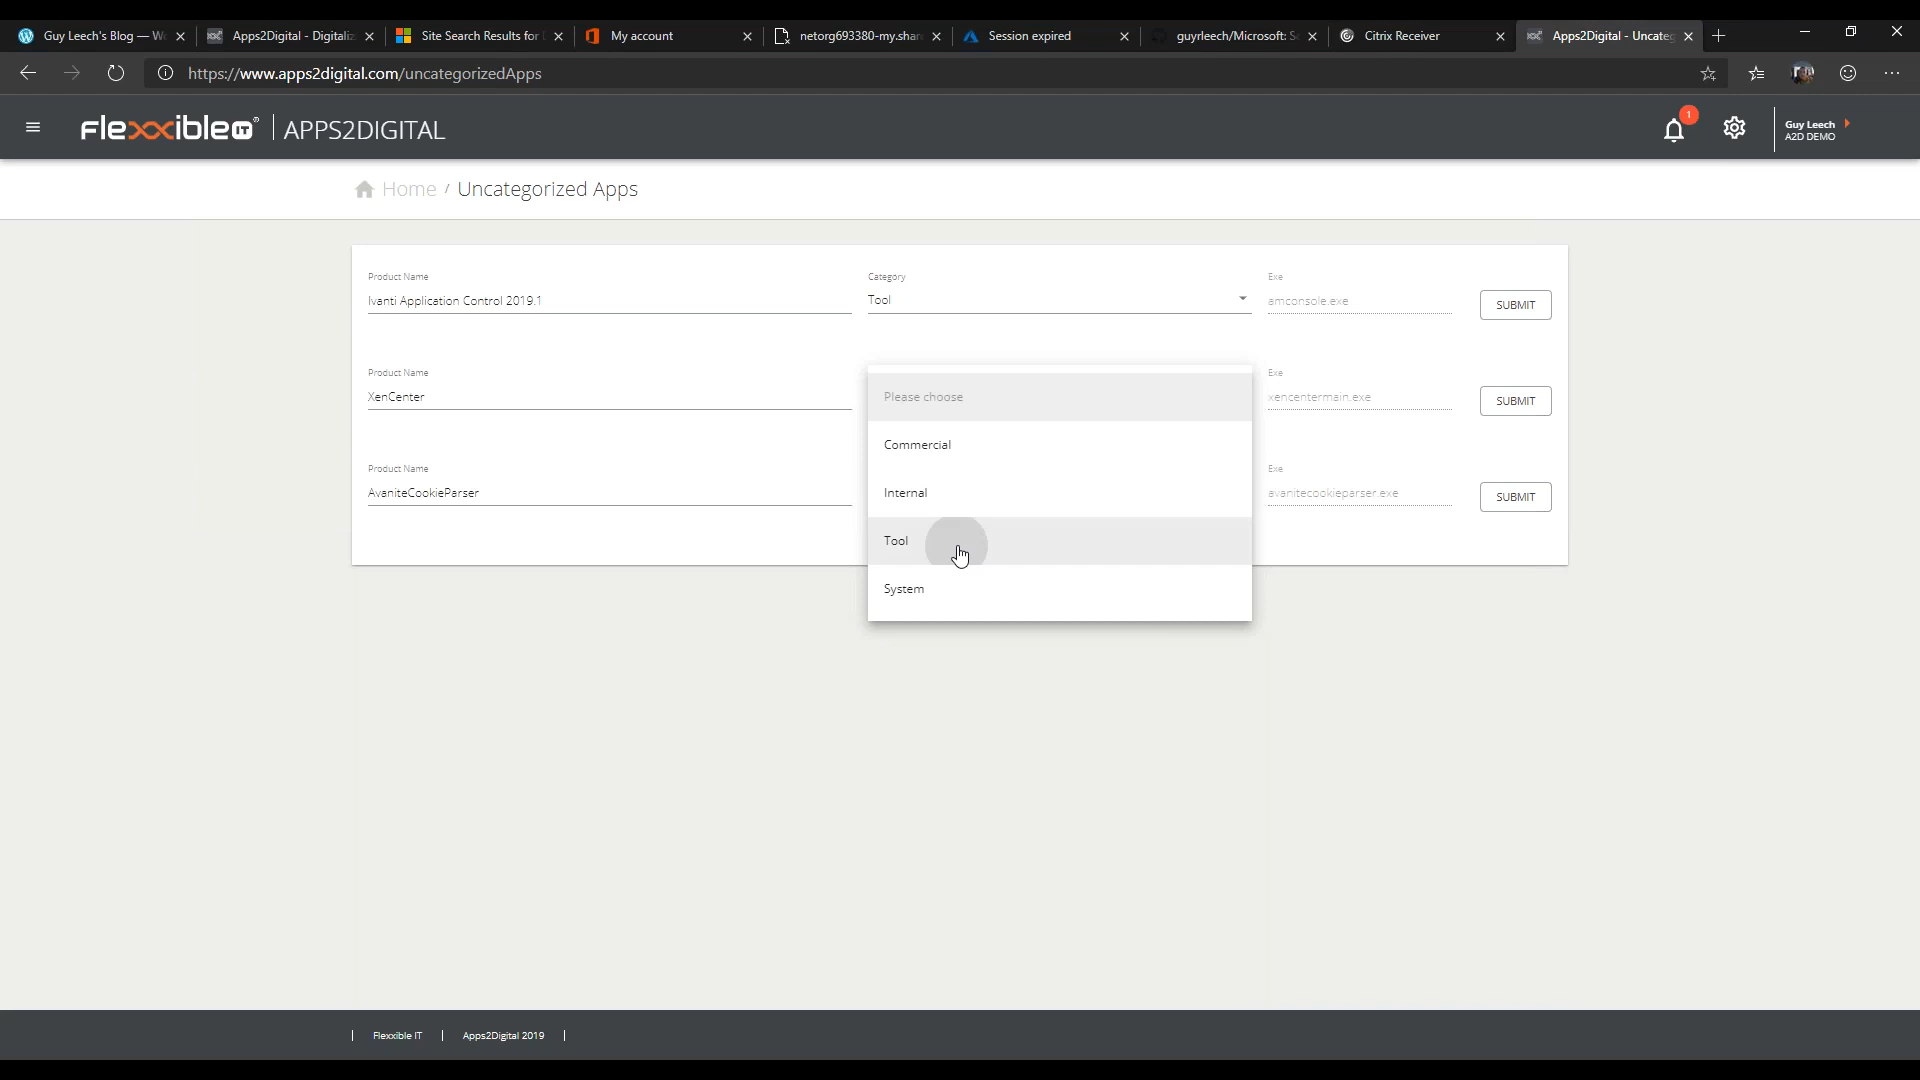 Guy Leech's Blog — W
Apps2Digital - Digitaliz
Site Search Results for
My account
netorg693380-my.shar
Session expired
guyrleech/Microsoft: S
Citrix Receiver
Apps2Digital - Uncateg
https://www.apps2digital.com/uncategorizedApps
FlexxibleIT® | APPS2DIGITAL
1
Guy Leech
A2D DEMO
Home / Uncategorized Apps
Product Name
Category
Exe
Ivanti Application Control 2019.1
Tool
amconsole.exe
SUBMIT
Product Name
Exe
XenCenter
Please choose
xencentermain.exe
SUBMIT
Commercial
Product Name
Exe
AvaniteCookieParser
Internal
avanitecookieparser.exe
SUBMIT
Tool
System
| Flexxible IT | Apps2Digital 2019 |